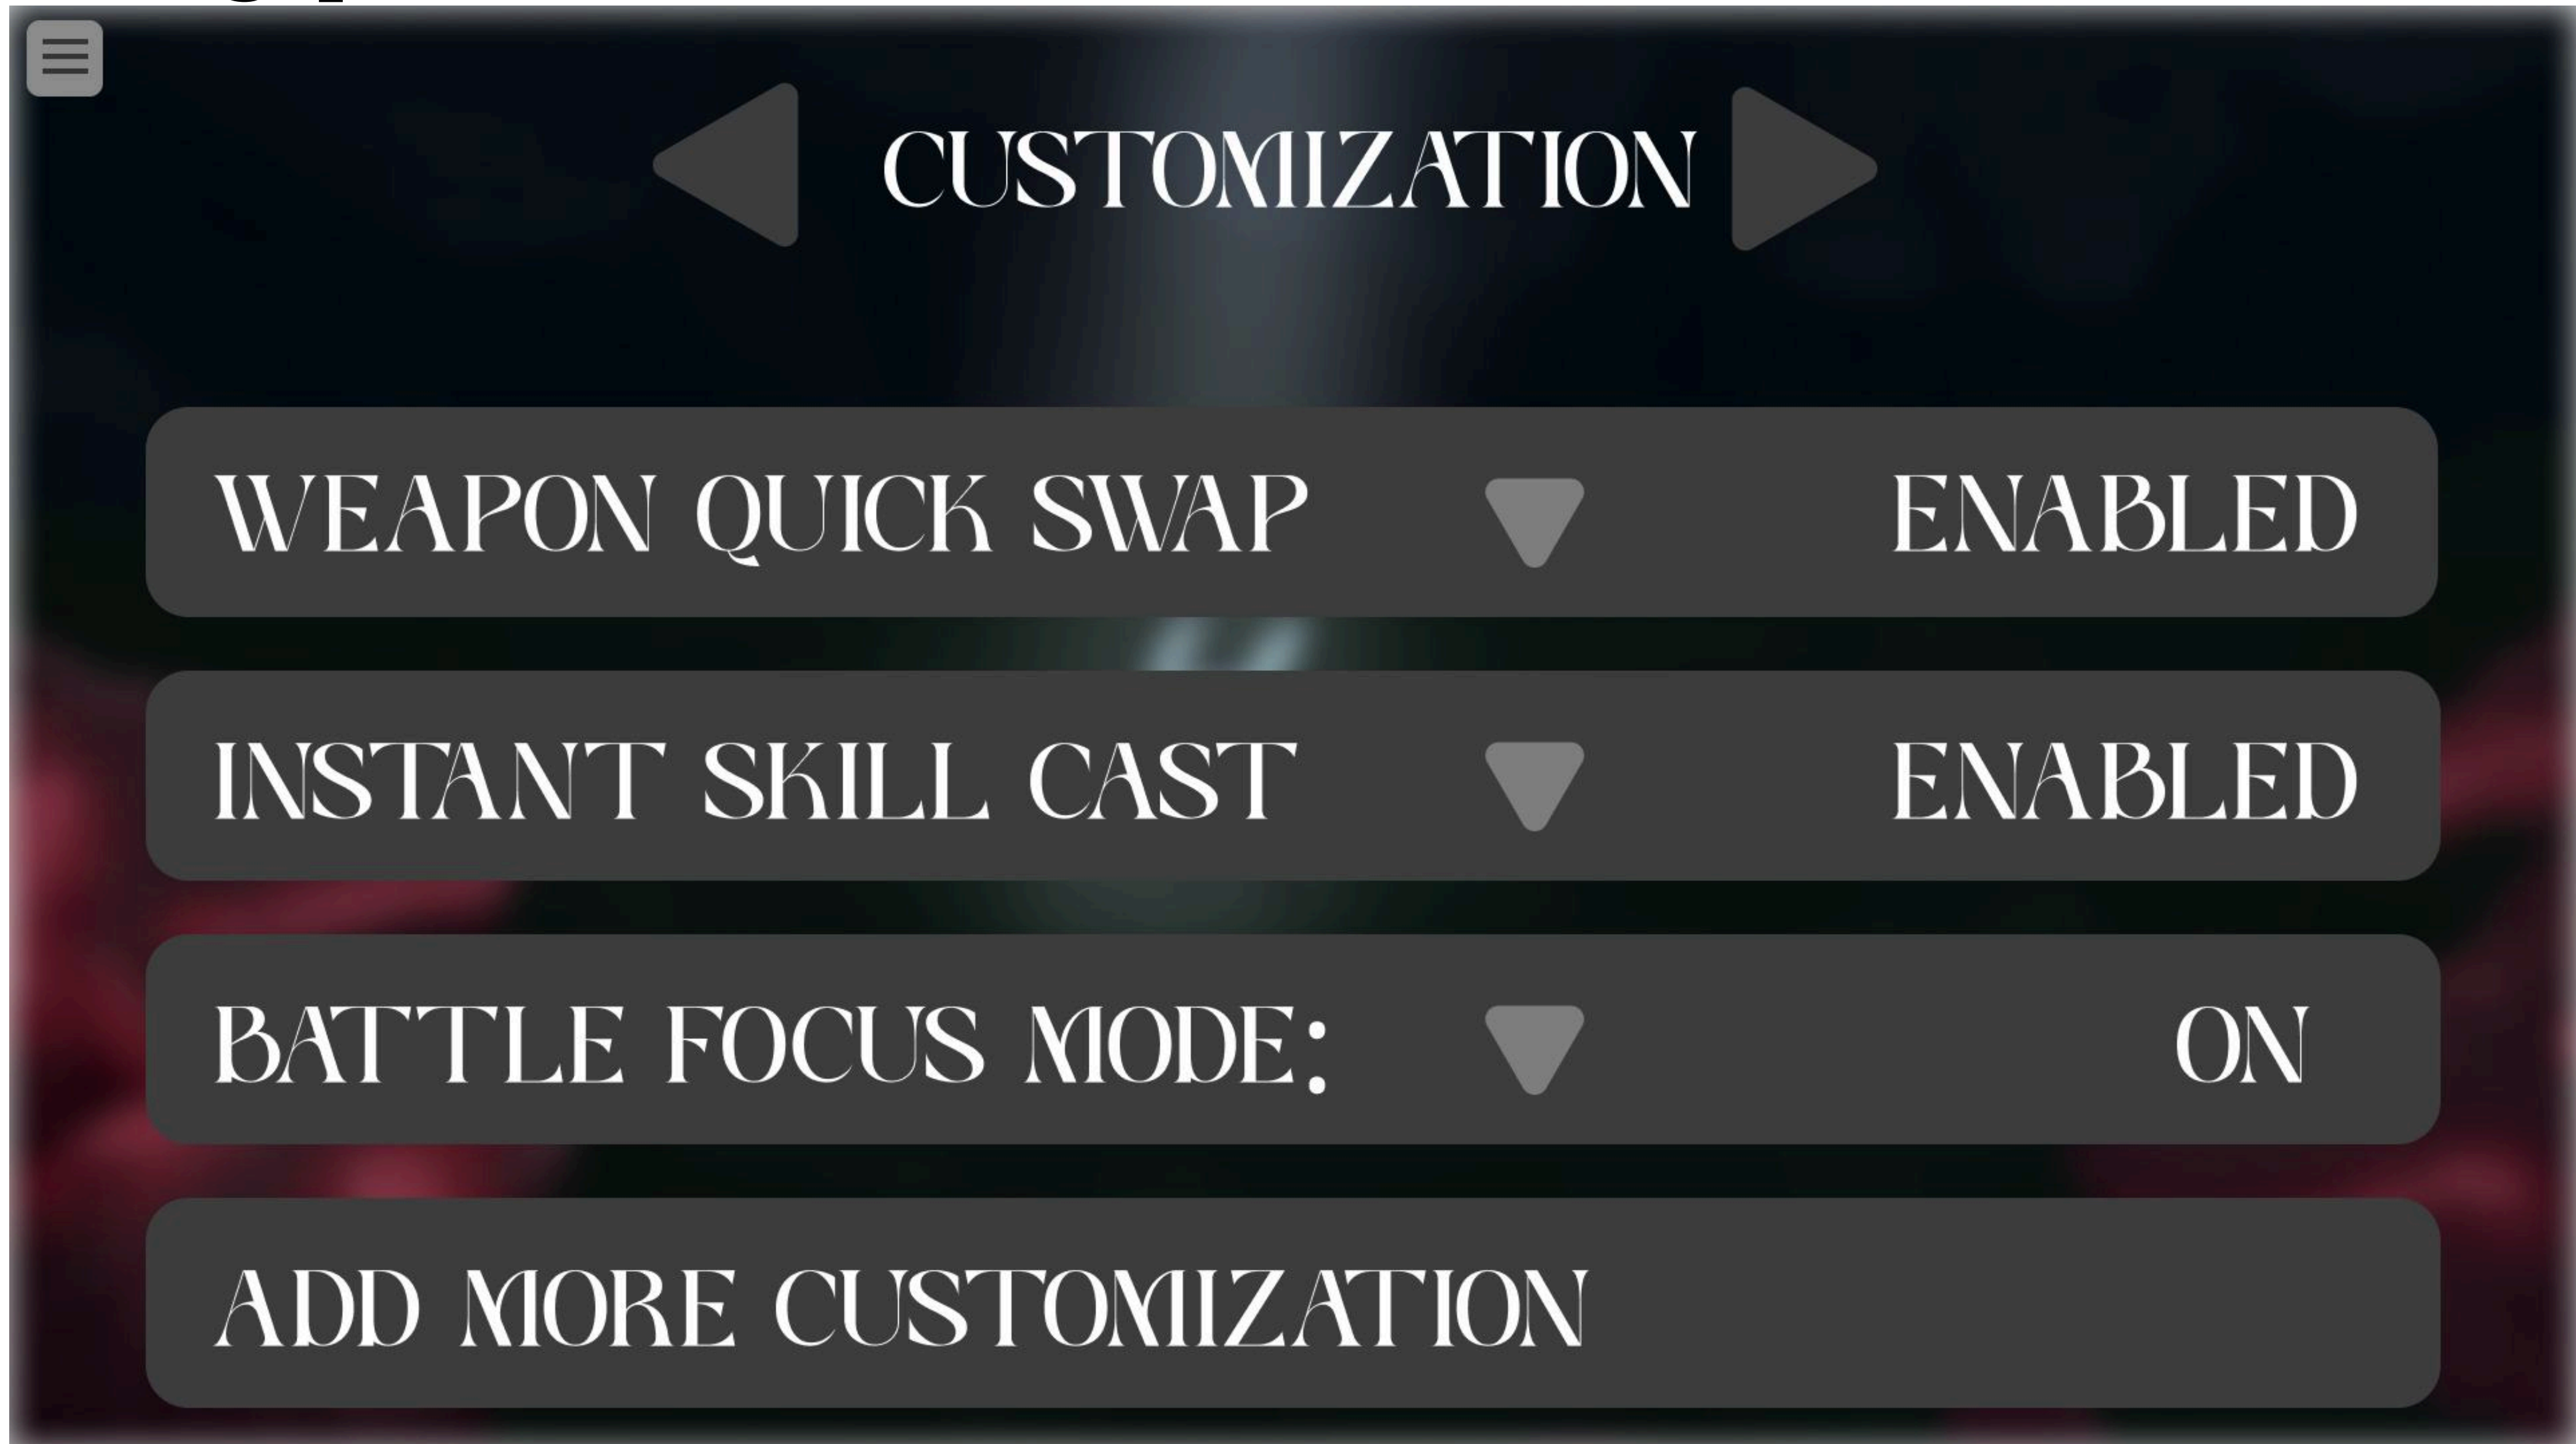 CUSTOMIZATION
WEAPON QUICK SWAP ENABLED
INSTANT SKILL CAST ENABLED
BATTLE FOCUS MODE: ON
ADD MORE CUSTOMIZATION